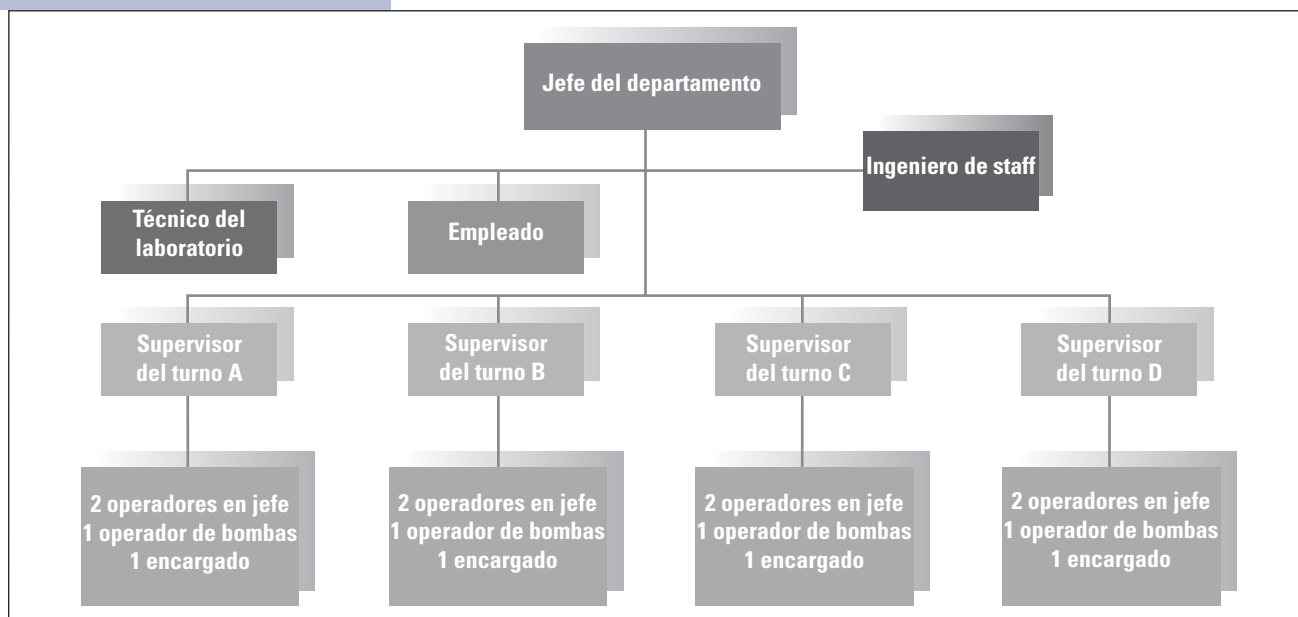 Jefe del departamento
Ingeniero de staff
Técnico del
laboratorio
Empleado
Supervisor
del turno A
Supervisor
del turno B
Supervisor
del turno C
Supervisor
del turno D
2 operadores en jefe
1 operador de bombas
1 encargado
2 operadores en jefe
1 operador de bombas
1 encargado
2 operadores en jefe
1 operador de bombas
1 encargado
2 operadores en jefe
1 operador de bombas
1 encargado